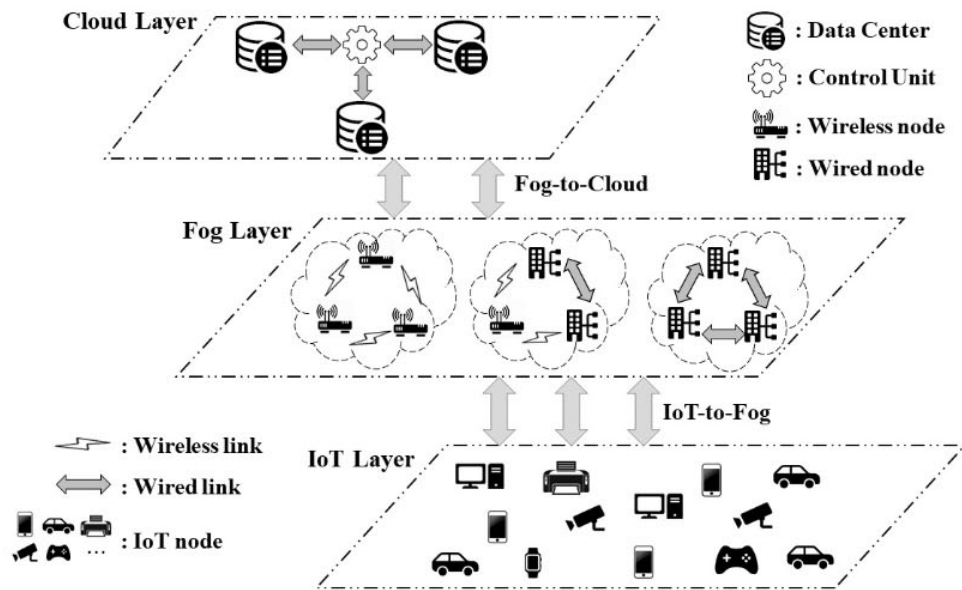 Cloud Layer
: Data Center
: Control Unit
: Wireless node
: Wired node
Fog-to-Cloud
Fog Layer
IoT-to-Fog
: Wireless link
: Wired link
: IoT node
...
IoT Layer